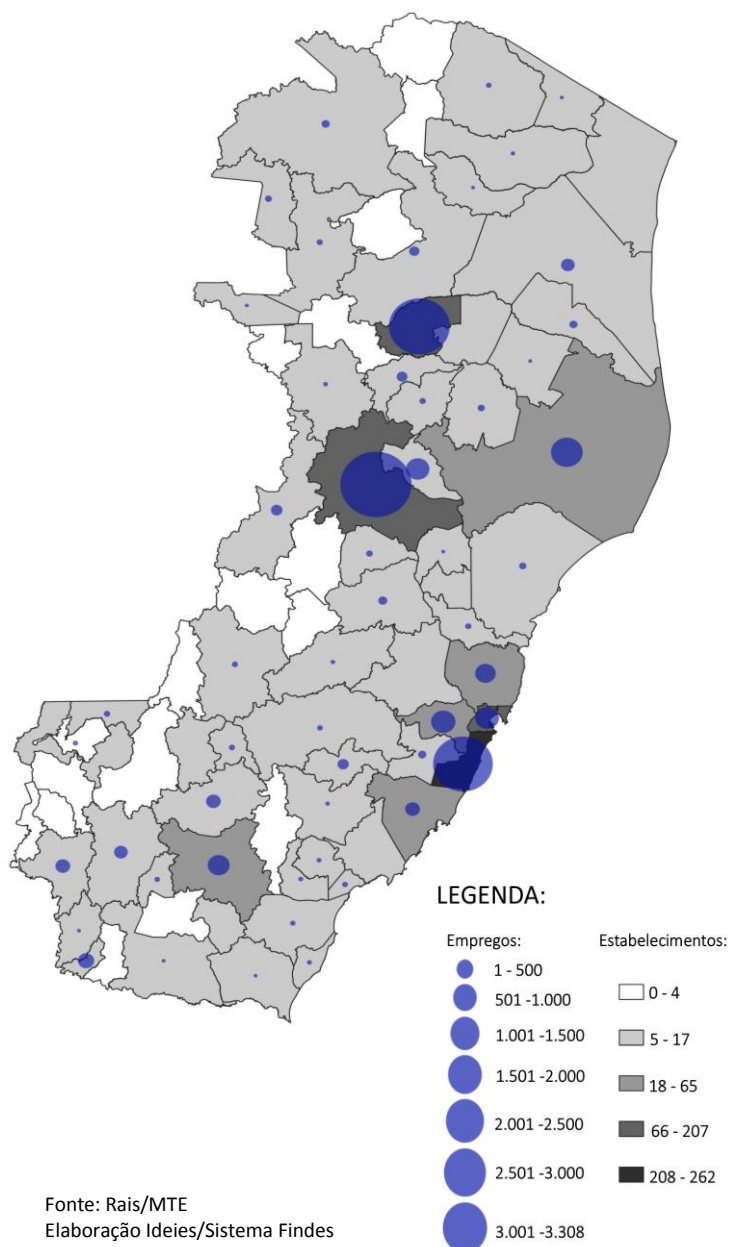 LEGENDA:
Empregos:
1 - 500
501 -1.000
1.001 -1.500
1.501 -2.000
2.001 -2.500
2.501 -3.000
3.001 -3.308
Estabelecimentos:
0 - 4
5 - 17
18 - 65
66 - 207
208 - 262
Fonte: Rais/MTE
Elaboração Ideies/Sistema Findes